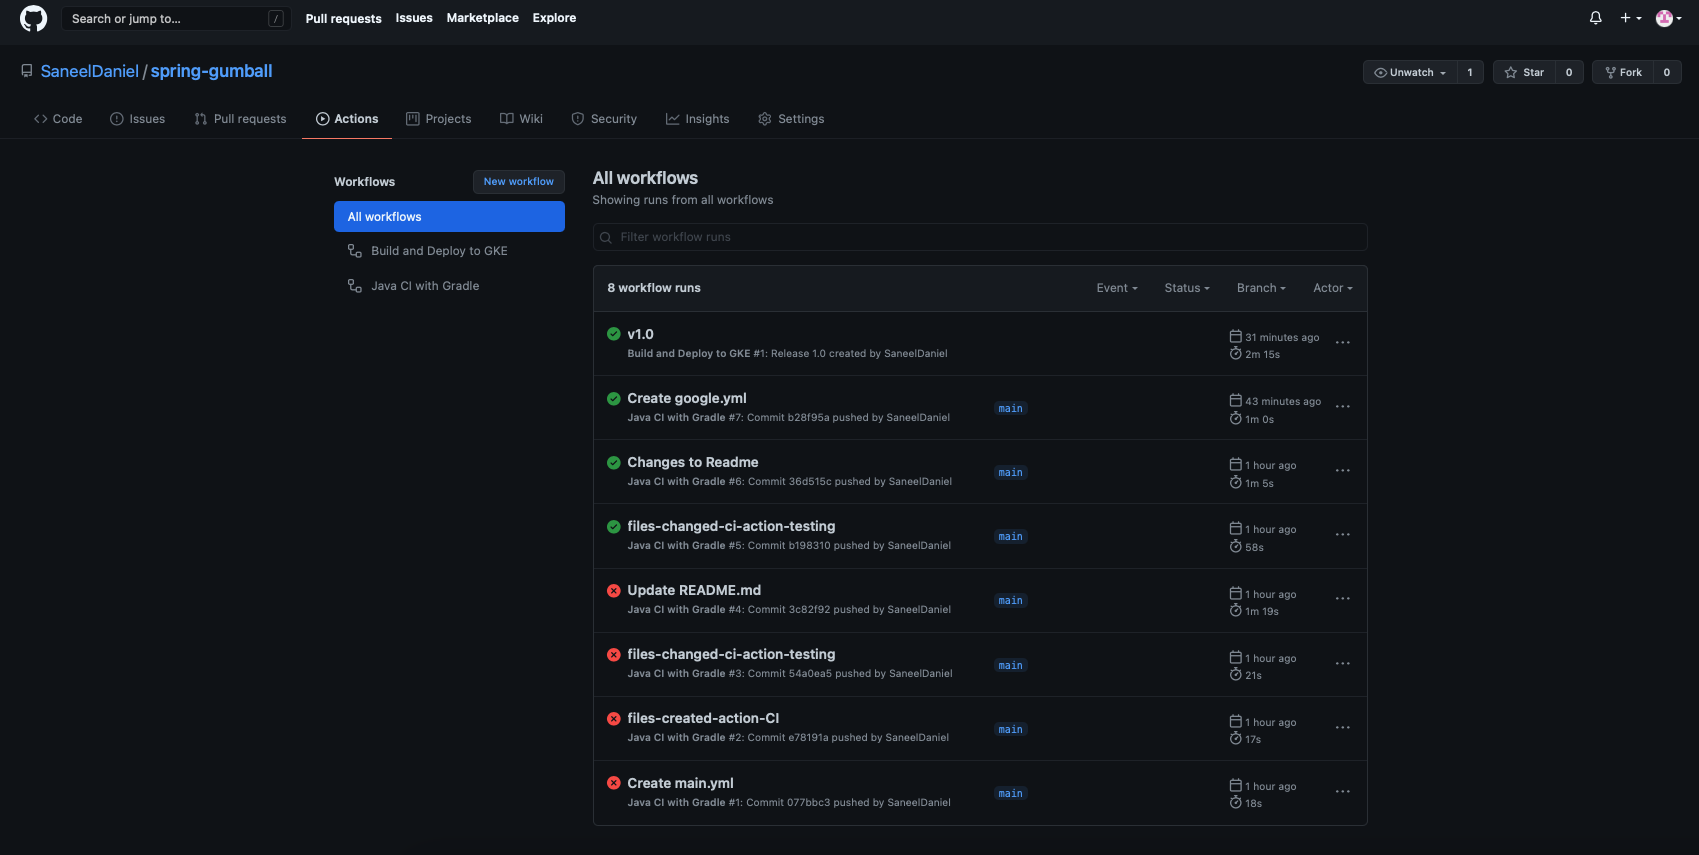 Search or jump to... /
Pull requests Issues Marketplace Explore
SaneelDaniel / spring-gumball
Unwatch 1 Star 0 Fork 0
Code Issues Pull requests Actions Projects Wiki Security Insights Settings
Workflows New workflow
All workflows
Build and Deploy to GKE
Java CI with Gradle
All workflows
Showing runs from all workflows
Filter workflow runs
8 workflow runs Event Status Branch Actor
v1.0
Build and Deploy to GKE #1: Release 1.0 created by SaneelDaniel
31 minutes ago
2m 15s
Create google.yml
Java CI with Gradle #7: Commit b28f95a pushed by SaneelDaniel
main
43 minutes ago
1m 0s
Changes to Readme
Java CI with Gradle #6: Commit 36d515c pushed by SaneelDaniel
main
1 hour ago
1m 5s
files-changed-ci-action-testing
Java CI with Gradle #5: Commit b198310 pushed by SaneelDaniel
main
1 hour ago
58s
Update README.md
Java CI with Gradle #4: Commit 3c82f92 pushed by SaneelDaniel
main
1 hour ago
1m 19s
files-changed-ci-action-testing
Java CI with Gradle #3: Commit 54a0ea5 pushed by SaneelDaniel
main
1 hour ago
21s
files-created-action-CI
Java CI with Gradle #2: Commit e78191a pushed by SaneelDaniel
main
1 hour ago
17s
Create main.yml
Java CI with Gradle #1: Commit 077bbc3 pushed by SaneelDaniel
main
1 hour ago
18s